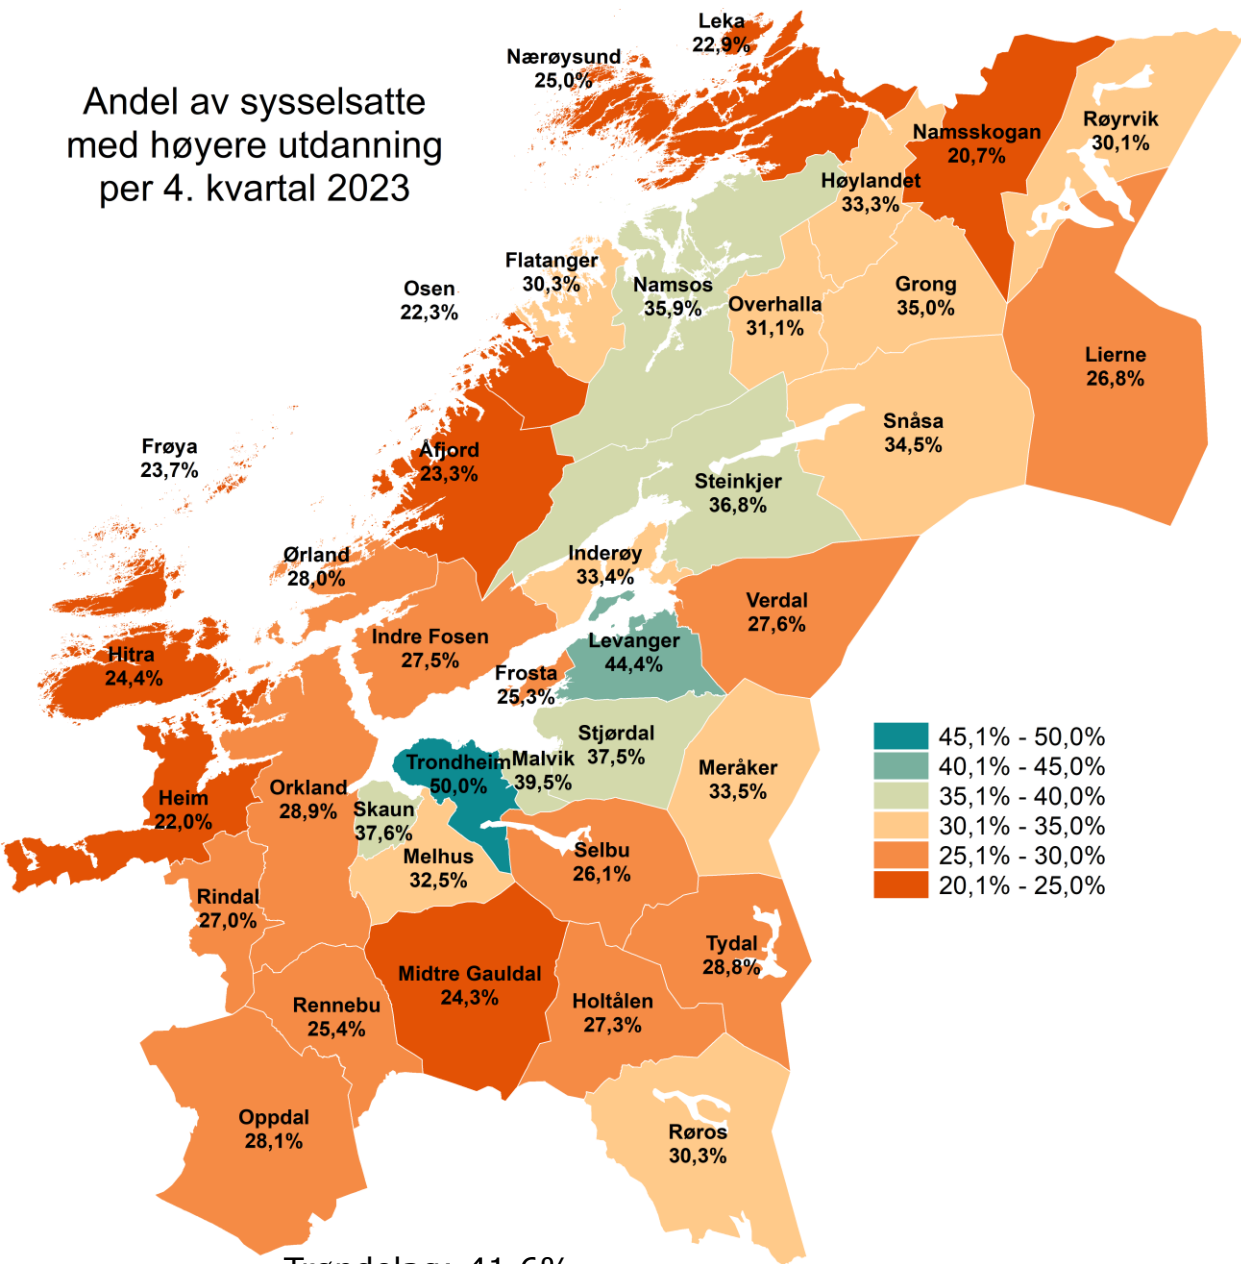 Andel av sysselsatte
med høyere utdanning
per 4. kvartal 2023
Leka
22,9%
Nærøysund
25,0%
Namsskogan
20,7%
Røyrvik
30,1%
Høylandet
33,3%
Flatanger
30,3%
Osen
22,3%
Namsos
35,9%
Overhalla
31,1%
Grong
35,0%
Lierne
26,8%
Snåsa
34,5%
Frøya
23,7%
Åfjord
23,3%
Steinkjer
36,8%
Ørland
28,0%
Inderøy
33,4%
Verdal
27,6%
Indre Fosen
27,5%
Levanger
44,4%
Hitra
24,4%
Frosta
25,3%
Stjørdal
37,5%
Trondheim
50,0%
Malvik
39,5%
Meråker
33,5%
Orkland
28,9%
Heim
22,0%
Skaun
37,6%
Melhus
32,5%
Selbu
26,1%
Rindal
27,0%
Tydal
28,8%
Midtre Gauldal
24,3%
Rennebu
25,4%
Holtålen
27,3%
Oppdal
28,1%
Røros
30,3%
45,1% - 50,0%
40,1% - 45,0%
35,1% - 40,0%
30,1% - 35,0%
25,1% - 30,0%
20,1% - 25,0%
Trøndelag: 41,6%